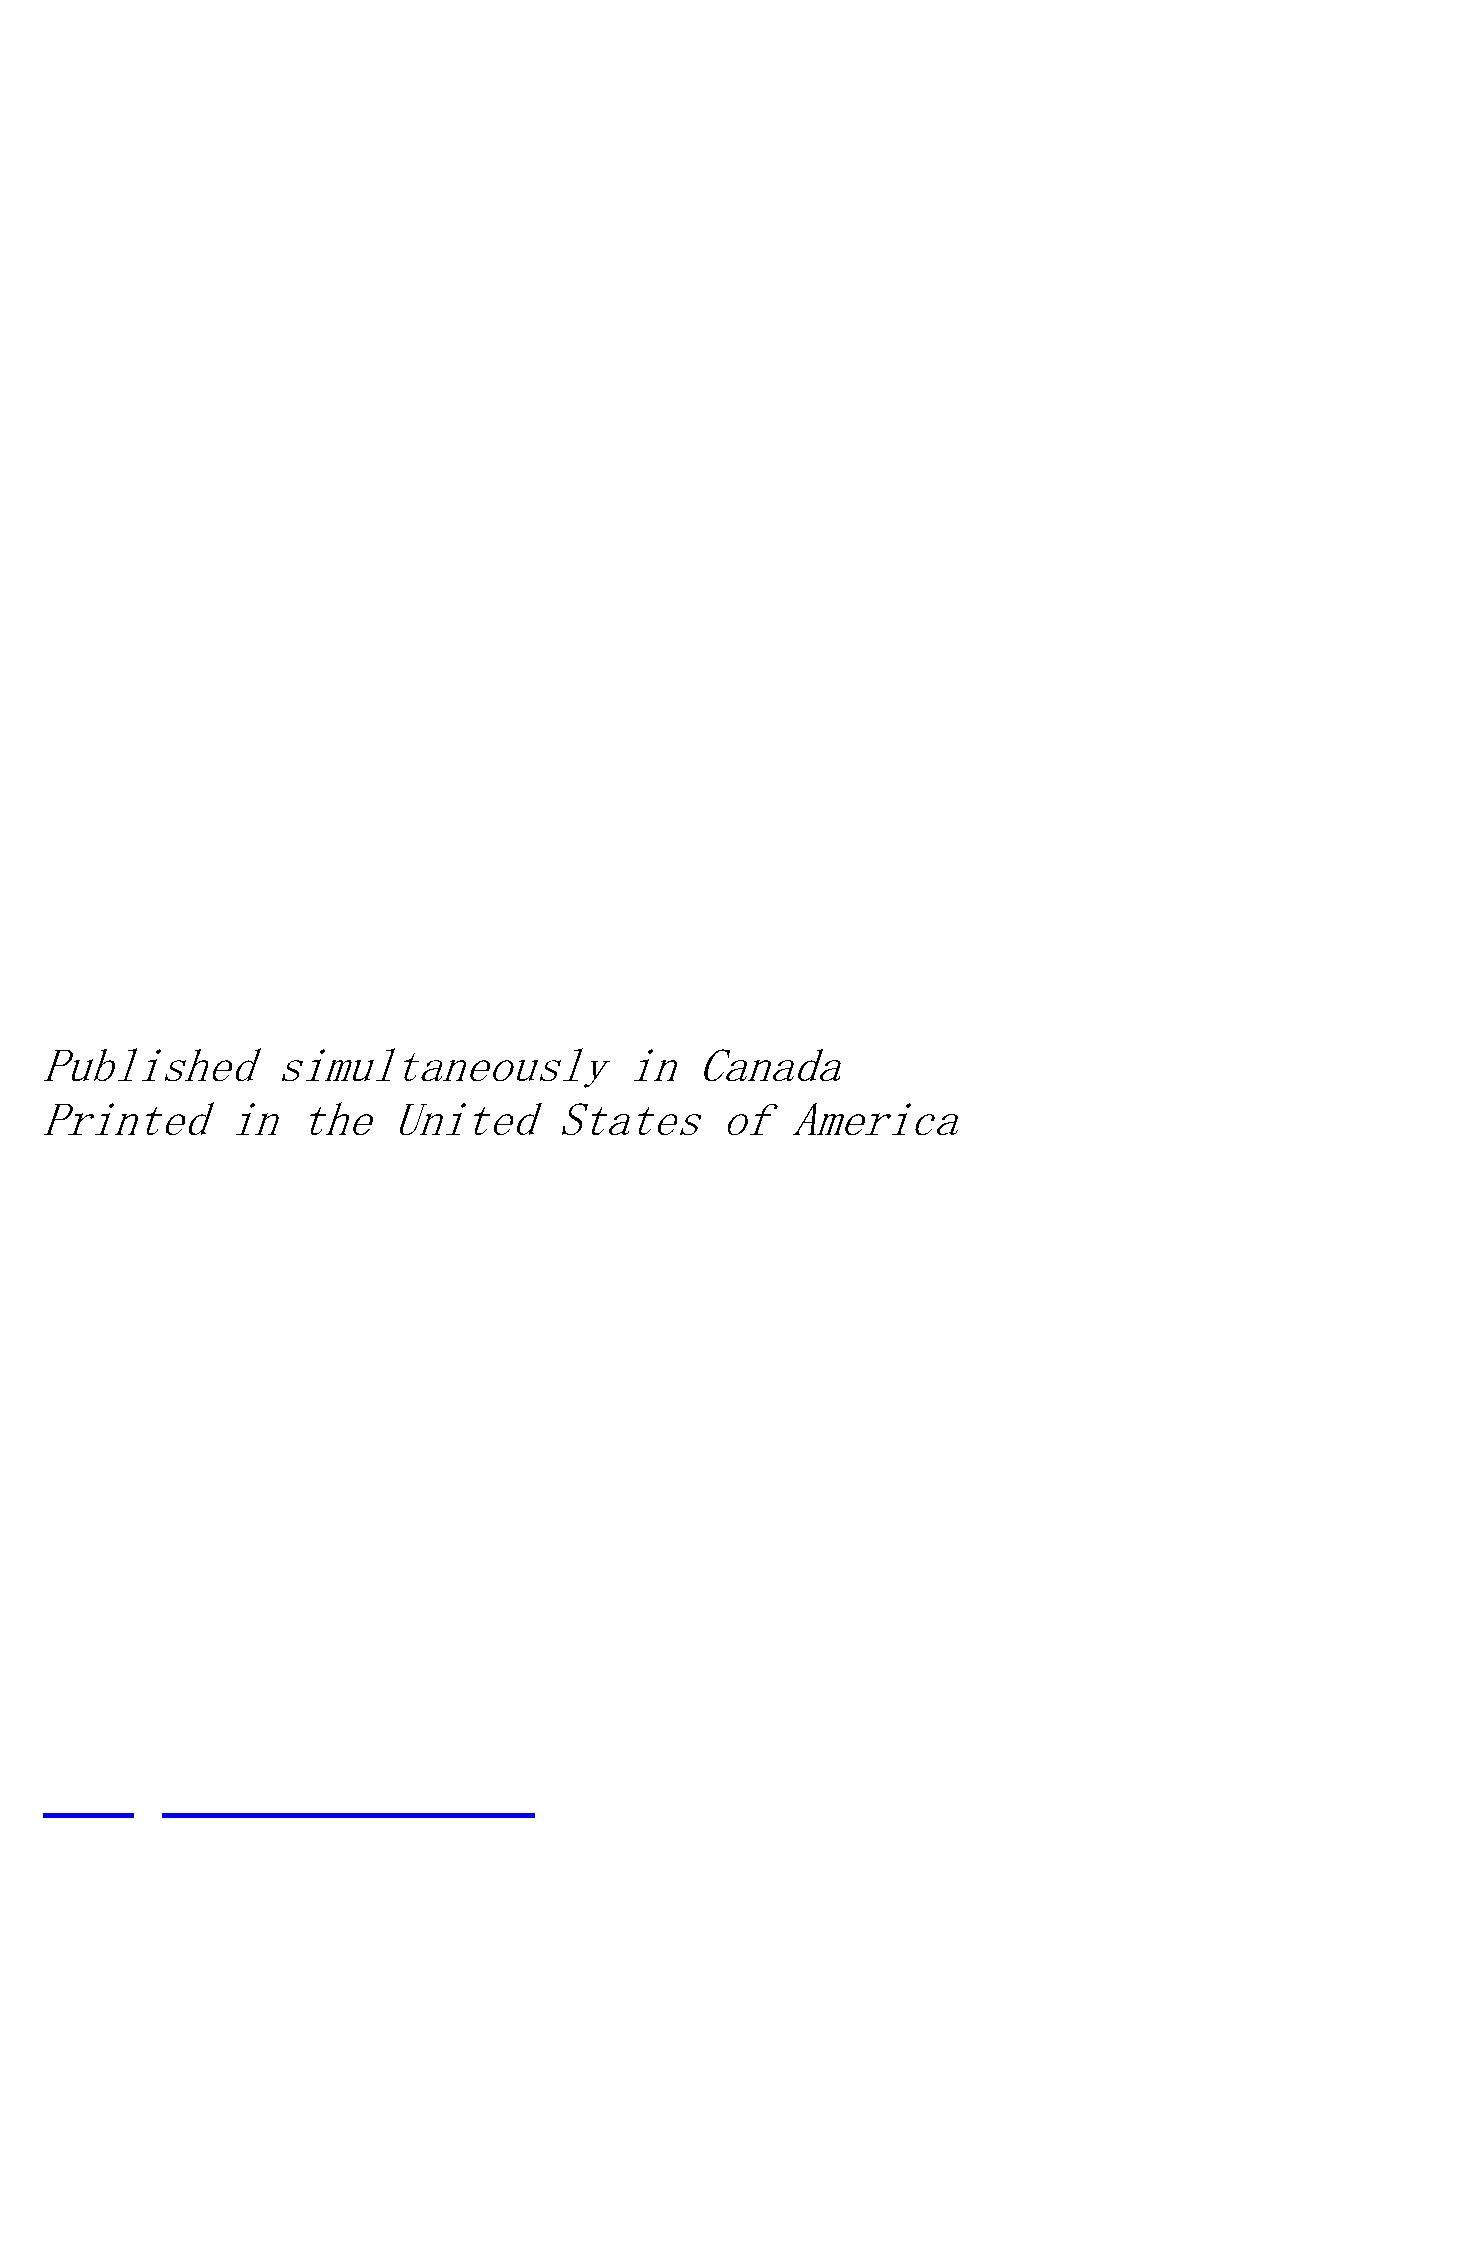 Published simultaneously in Canada
Printed in the United States of America